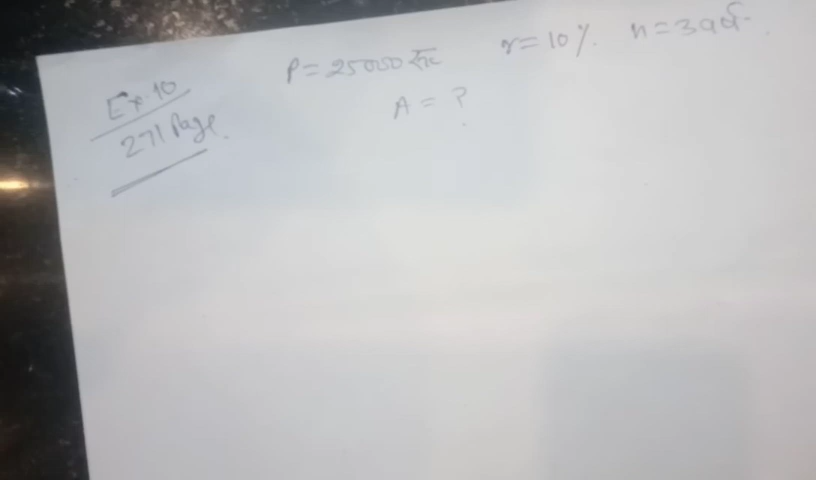 Ex.10
271 Page.
P = 25000 रू r = 10%. n = 3 वर्ष.
A = ?